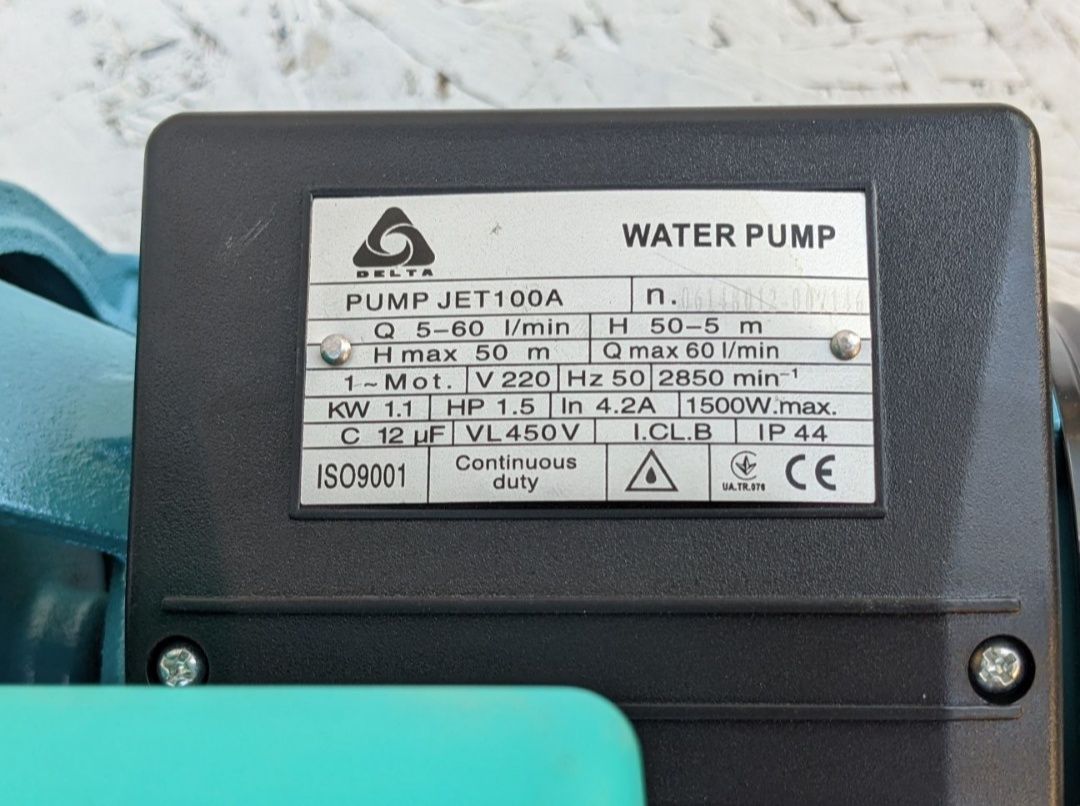 DELTA
WATER PUMP
PUMP JET100A n.
Q 5-60 l/min H 50-5 m
H max 50 m Q max 60 l/min
1~Mot. V 220 Hz 50 2850 min⁻¹
KW 1.1 HP 1.5 In 4.2A 1500W.max.
C 12 µF VL450V I.CL.B IP 44
ISO9001 Continuous duty UA.TR.076 CE